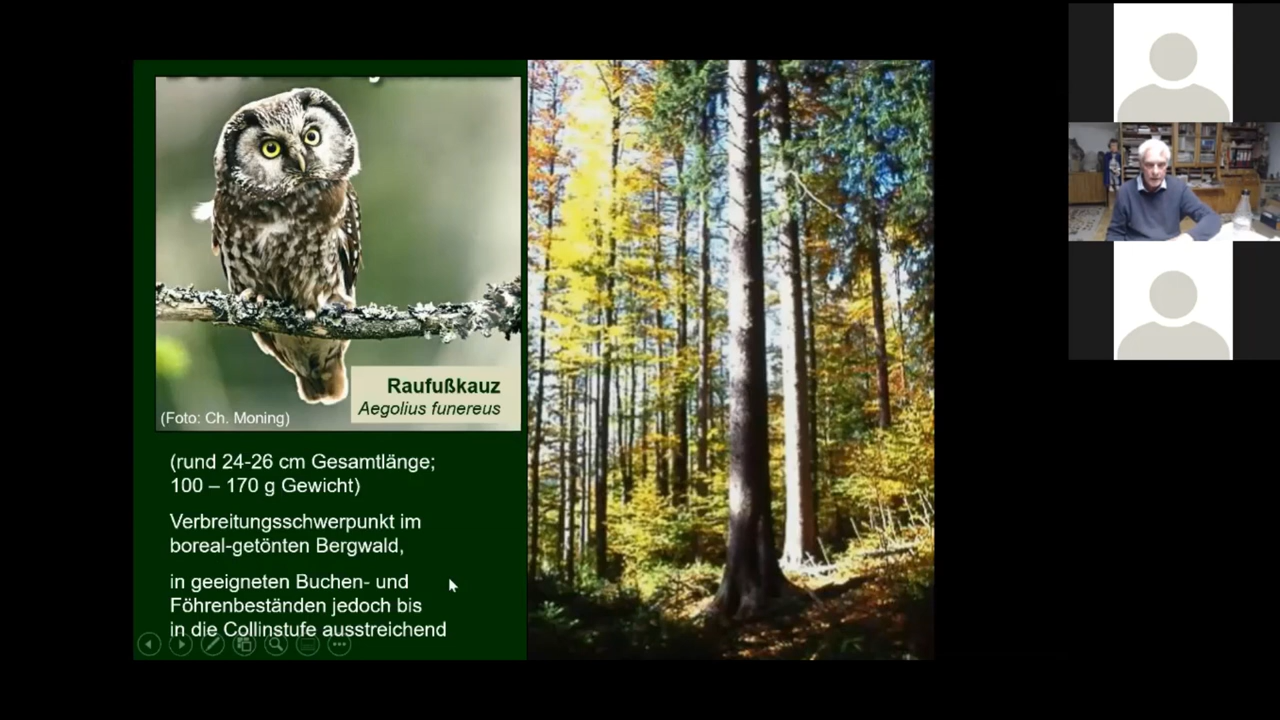 Raufußkauz
Aegolius funereus
(Foto: Ch. Moning)
(rund 24-26 cm Gesamtlänge;
100 – 170 g Gewicht)
Verbreitungsschwerpunkt im
boreal-getönten Bergwald,
in geeigneten Buchen- und
Föhrenbeständen jedoch bis
in die Collinstufe ausstreichend